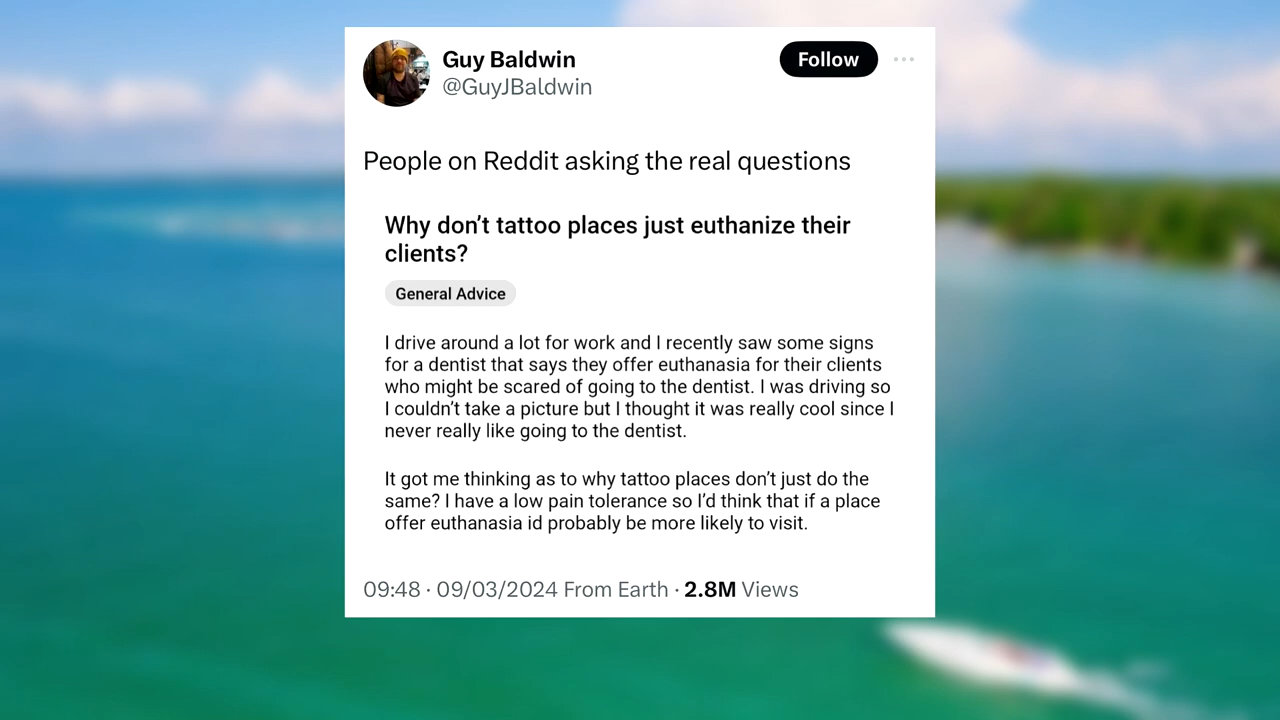 Guy Baldwin
Follow
@GuyJBaldwin
People on Reddit asking the real questions
Why don’t tattoo places just euthanize their
clients?
General Advice
I drive around a lot for work and I recently saw some signs
for a dentist that says they offer euthanasia for their clients
who might be scared of going to the dentist. I was driving so
I couldn’t take a picture but I thought it was really cool since I
never really like going to the dentist.
It got me thinking as to why tattoo places don’t just do the
same? I have a low pain tolerance so I’d think that if a place
offer euthanasia id probably be more likely to visit.
09:48 · 09/03/2024 From Earth · 2.8M Views